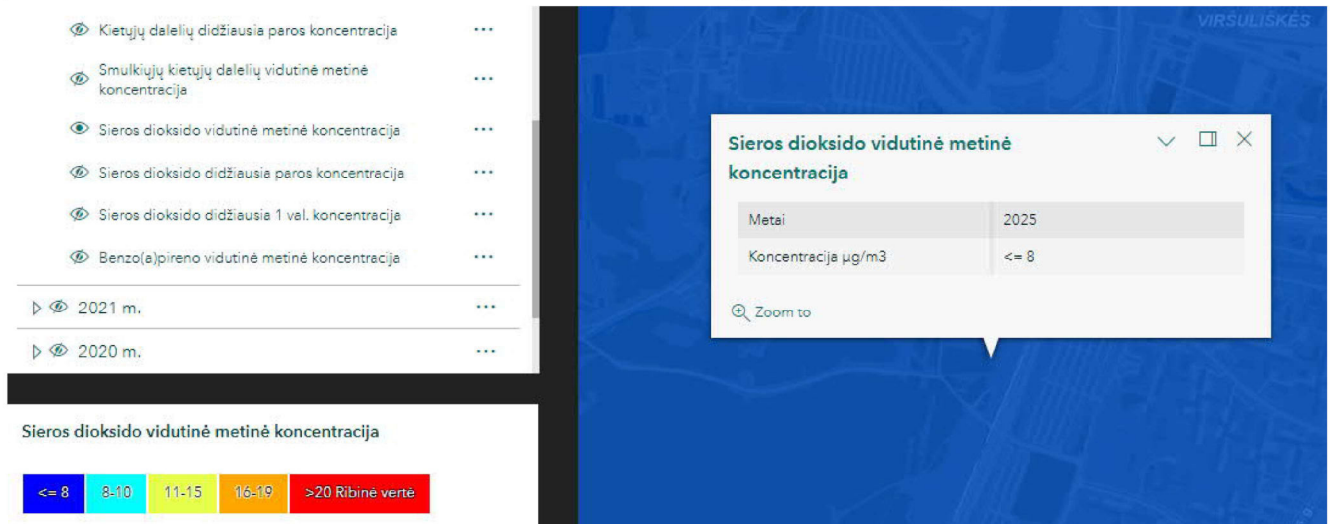 Kietųjų dalelių didžiausia paros koncentracija
Smulkiųjų kietųjų dalelių vidutinė metinė
koncentracija
Sieros dioksido vidutinė metinė koncentracija
Sieros dioksido didžiausia paros koncentracija
Sieros dioksido didžiausia 1 val. koncentracija
Benzo(a)pireno vidutinė metinė koncentracija
2021 m.
2020 m.
Sieros dioksido vidutinė metinė koncentracija
<= 8 8-10 11-15 16-19 >20 Ribinė vertė
VIRŠULIŠKĖS
Sieros dioksido vidutinė metinė
koncentracija
Metai 2025
Koncentracija µg/m3 <= 8
Zoom to